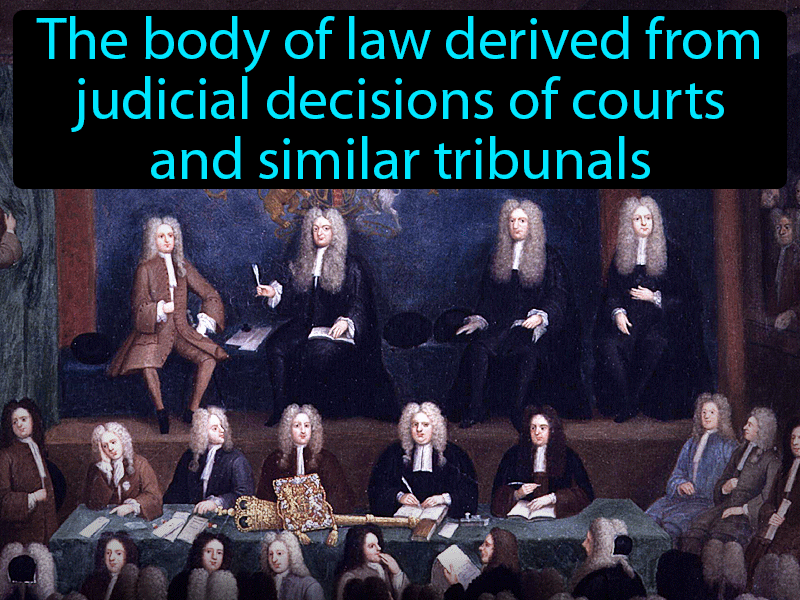 The body of law derived from
judicial decisions of courts
and similar tribunals